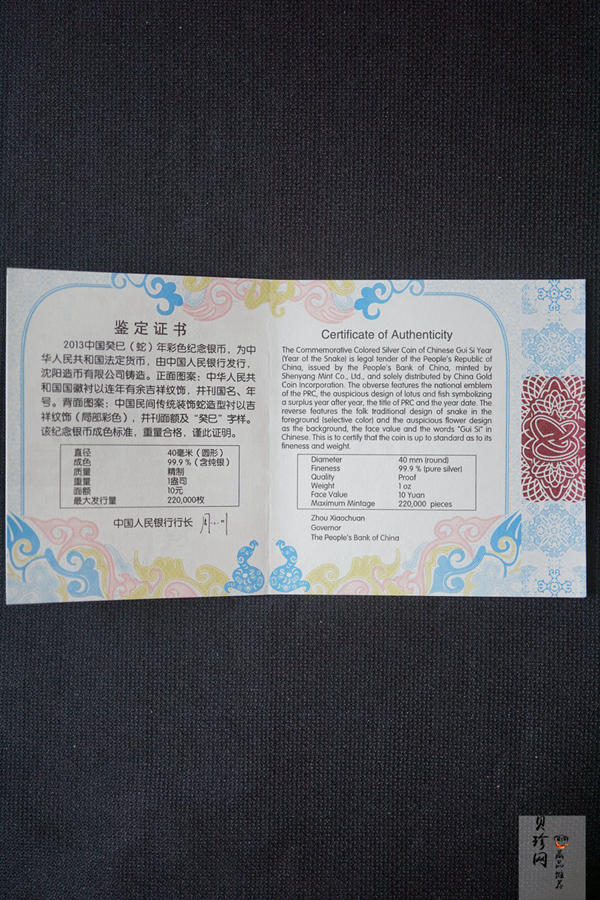 鉴定证书
2013中国癸巳（蛇）年彩色纪念银币，为中
华人民共和国法定货币，由中国人民银行发行，
沈阳造币有限公司铸造。正面图案：中华人民共
和国国徽衬以连年有余吉祥纹饰，并刊国名、年
号。背面图案：中国民间传统装饰蛇造型衬以吉
祥纹饰（局部彩色），并刊面额及“癸巳”字样。
该纪念银币成色标准，重量合格，谨此证明。
直径 40毫米（圆形）
成色 99.9％（含纯银）
质量 精制
重量 1盎司
面额 10元
最大发行量 220,000枚
中国人民银行行长
Certificate of Authenticity
The Commemorative Colored Silver Coin of Chinese Gui Si Year
(Year of the Snake) is legal tender of the People's Republic of
China, issued by the People's Bank of China, minted by
Shenyang Mint Co., Ltd., and solely distributed by China Gold
Coin Incorporation. The obverse features the national emblem
of the PRC, the auspicious design of lotus and fish symbolizing
a surplus year after year, the title of PRC and the year date. The
reverse features the folk traditional design of snake in the
foreground (selective color) and the auspicious flower design
as the background, the face value and the words "Gui Si" in
Chinese. This is to certify that the coin is up to standard as to its
fineness and weight.
Diameter 40 mm (round)
Fineness 99.9 % (pure silver)
Quality Proof
Weight 1 oz
Face Value 10 Yuan
Maximum Mintage 220,000 pieces
Zhou Xiaochuan
Governor
The People's Bank of China
贝珍网
藏品推荐